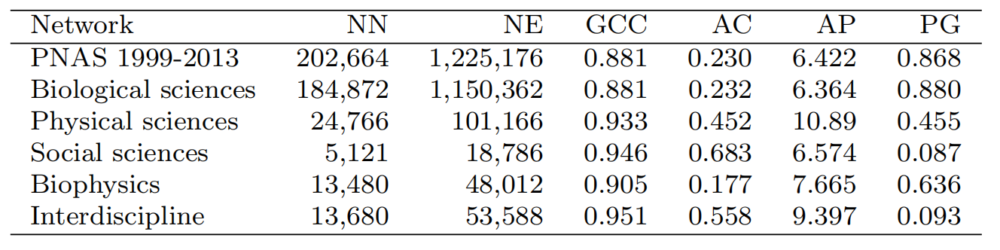 Network NN NE GCC AC AP PG
PNAS 1999-2013 202,664 1,225,176 0.881 0.230 6.422 0.868
Biological sciences 184,872 1,150,362 0.881 0.232 6.364 0.880
Physical sciences 24,766 101,166 0.933 0.452 10.89 0.455
Social sciences 5,121 18,786 0.946 0.683 6.574 0.087
Biophysics 13,480 48,012 0.905 0.177 7.665 0.636
Interdiscipline 13,680 53,588 0.951 0.558 9.397 0.093